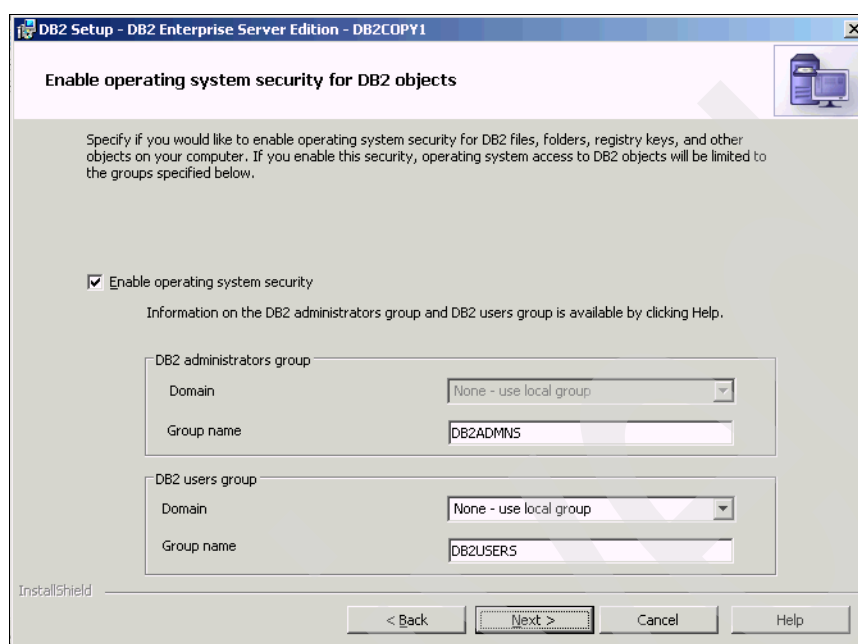 DB2 Setup - DB2 Enterprise Server Edition - DB2COPY1
Enable operating system security for DB2 objects
Specify if you would like to enable operating system security for DB2 files, folders, registry keys, and other
objects on your computer. If you enable this security, operating system access to DB2 objects will be limited to
the groups specified below.
Enable operating system security
Information on the DB2 administrators group and DB2 users group is available by clicking Help.
DB2 administrators group
Domain None - use local group
Group name DB2ADMNS
DB2 users group
Domain None - use local group
Group name DB2USERS
InstallShield
< Back Next > Cancel Help